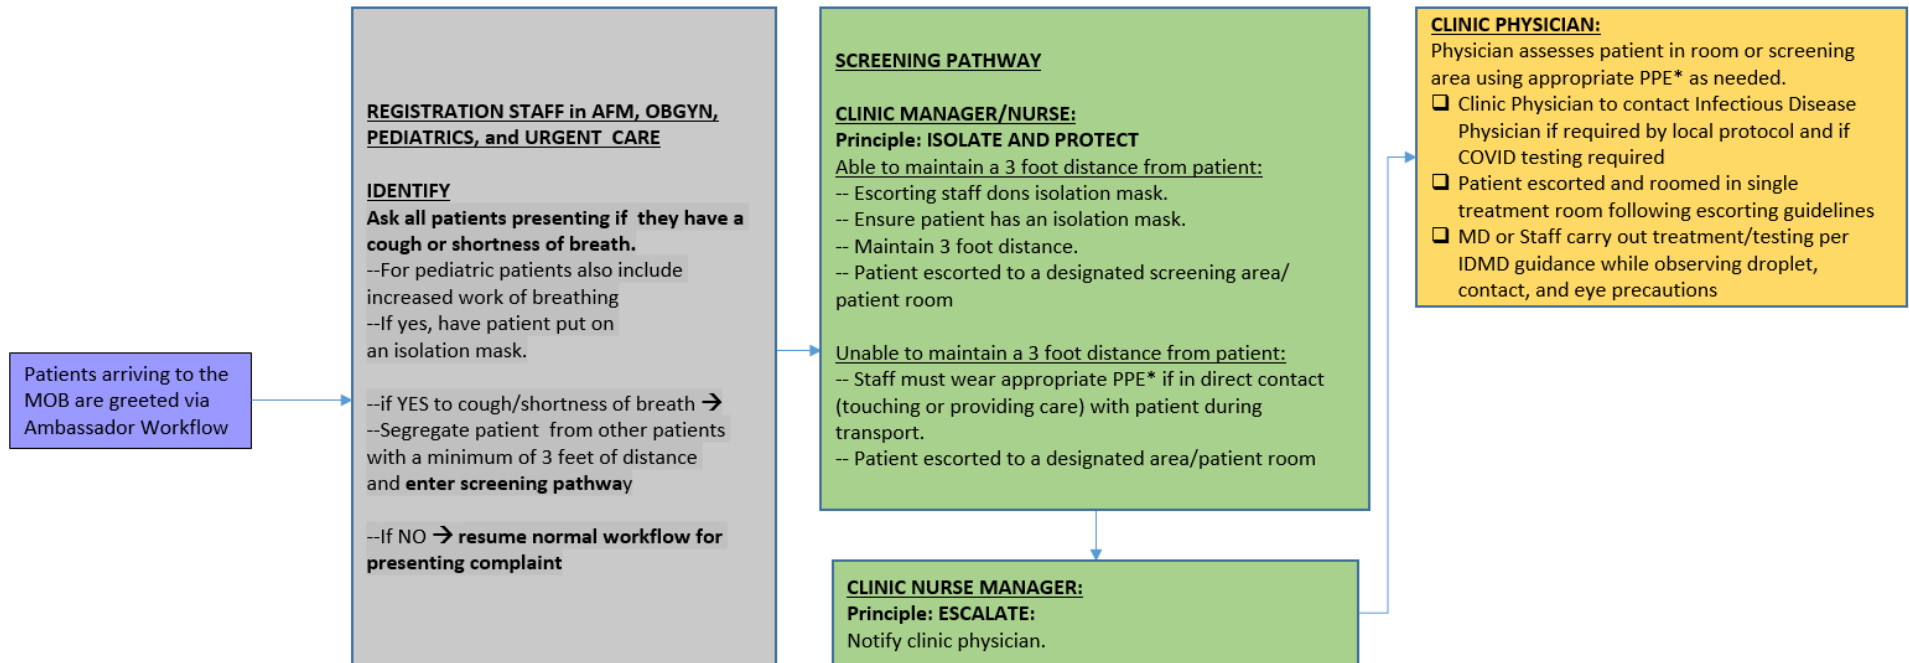 Patients arriving to the
MOB are greeted via
Ambassador Workflow
REGISTRATION STAFF in AFM, OBGYN,
PEDIATRICS, and URGENT CARE
IDENTIFY
Ask all patients presenting if they have a
cough or shortness of breath.
--For pediatric patients also include
increased work of breathing
--If yes, have patient put on
an isolation mask.
--if YES to cough/shortness of breath →
--Segregate patient from other patients
with a minimum of 3 feet of distance
and enter screening pathway
--If NO → resume normal workflow for
presenting complaint
SCREENING PATHWAY
CLINIC MANAGER/NURSE:
Principle: ISOLATE AND PROTECT
Able to maintain a 3 foot distance from patient:
-- Escorting staff dons isolation mask.
-- Ensure patient has an isolation mask.
-- Maintain 3 foot distance.
-- Patient escorted to a designated screening area/
patient room
Unable to maintain a 3 foot distance from patient:
-- Staff must wear appropriate PPE* if in direct contact
(touching or providing care) with patient during
transport.
-- Patient escorted to a designated area/patient room
CLINIC NURSE MANAGER:
Principle: ESCALATE:
Notify clinic physician.
CLINIC PHYSICIAN:
Physician assesses patient in room or screening
area using appropriate PPE* as needed.
❑ Clinic Physician to contact Infectious Disease
Physician if required by local protocol and if
COVID testing required
❑ Patient escorted and roomed in single
treatment room following escorting guidelines
❑ MD or Staff carry out treatment/testing per
IDMD guidance while observing droplet,
contact, and eye precautions